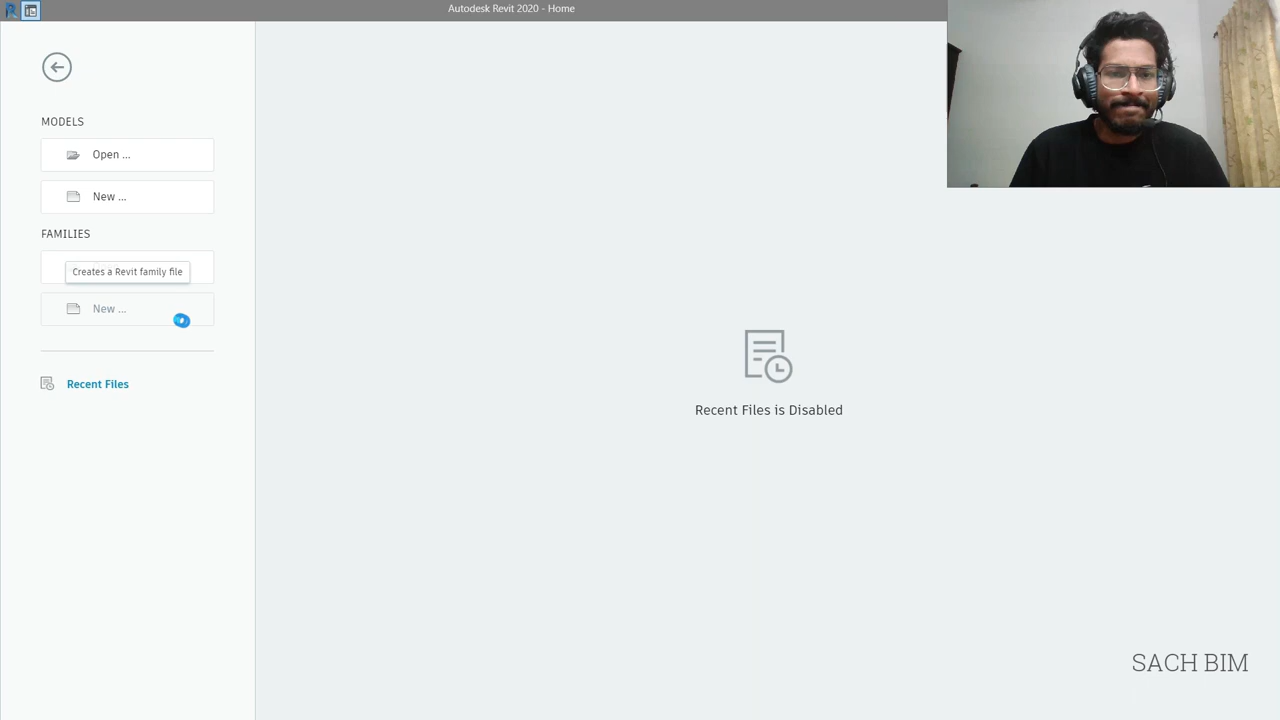 Autodesk Revit 2020 - Home
MODELS
Open ...
New ...
FAMILIES
Creates a Revit family file
New ...
Recent Files
Recent Files is Disabled
SACH BIM